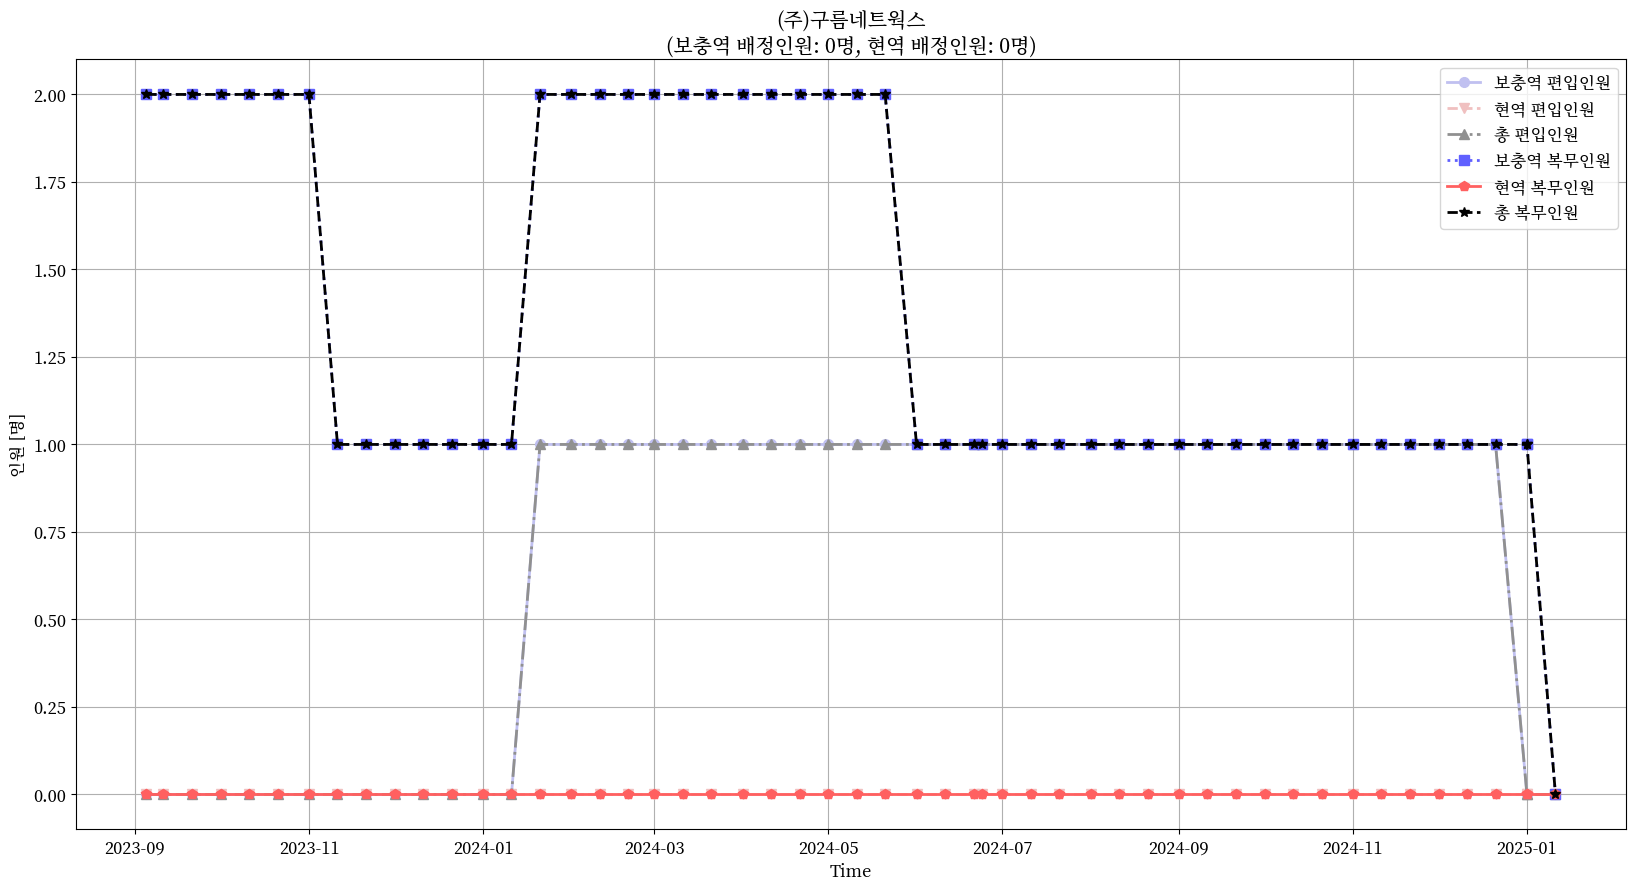 (주)구름네트웍스
(보충역 배정인원: 0명, 현역 배정인원: 0명)
보충역 편입인원
현역 편입인원
총 편입인원
보충역 복무인원
현역 복무인원
총 복무인원
인원 [명]
2.00
1.75
1.50
1.25
1.00
0.75
0.50
0.25
0.00
2023-09 2023-11 2024-01 2024-03 2024-05 2024-07 2024-09 2024-11 2025-01
Time